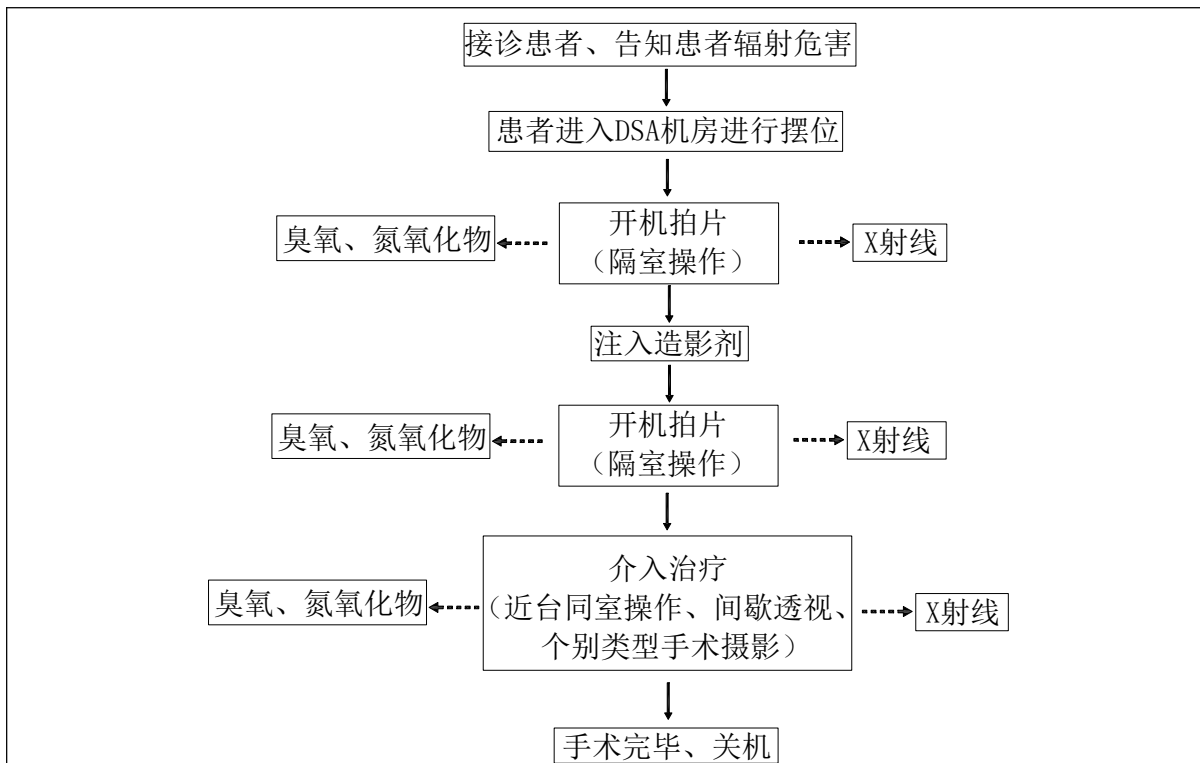 接诊患者、告知患者辐射危害
患者进入DSA机房进行摆位
臭氧、氮氧化物
开机拍片
（隔室操作）
X射线
注入造影剂
臭氧、氮氧化物
开机拍片
（隔室操作）
X射线
臭氧、氮氧化物
介入治疗
（近台同室操作、间歇透视、
个别类型手术摄影）
X射线
手术完毕、关机